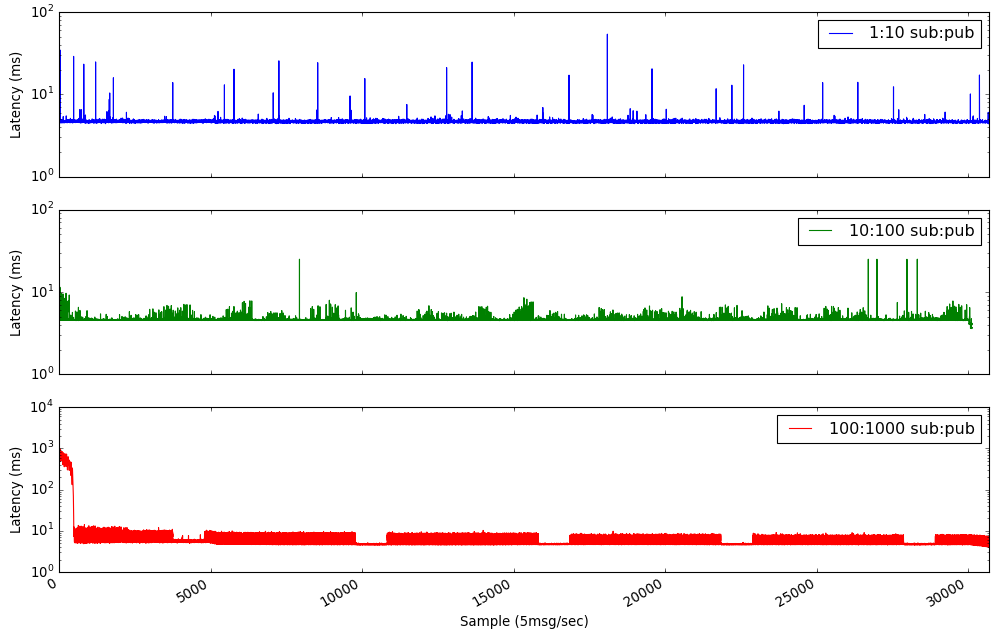 10^2
10^1
10^0
Latency (ms)
1:10 sub:pub
10^2
10^1
10^0
Latency (ms)
10:100 sub:pub
10^4
10^3
10^2
10^1
10^0
Latency (ms)
100:1000 sub:pub
0 5000 10000 15000 20000 25000 30000
Sample (5msg/sec)